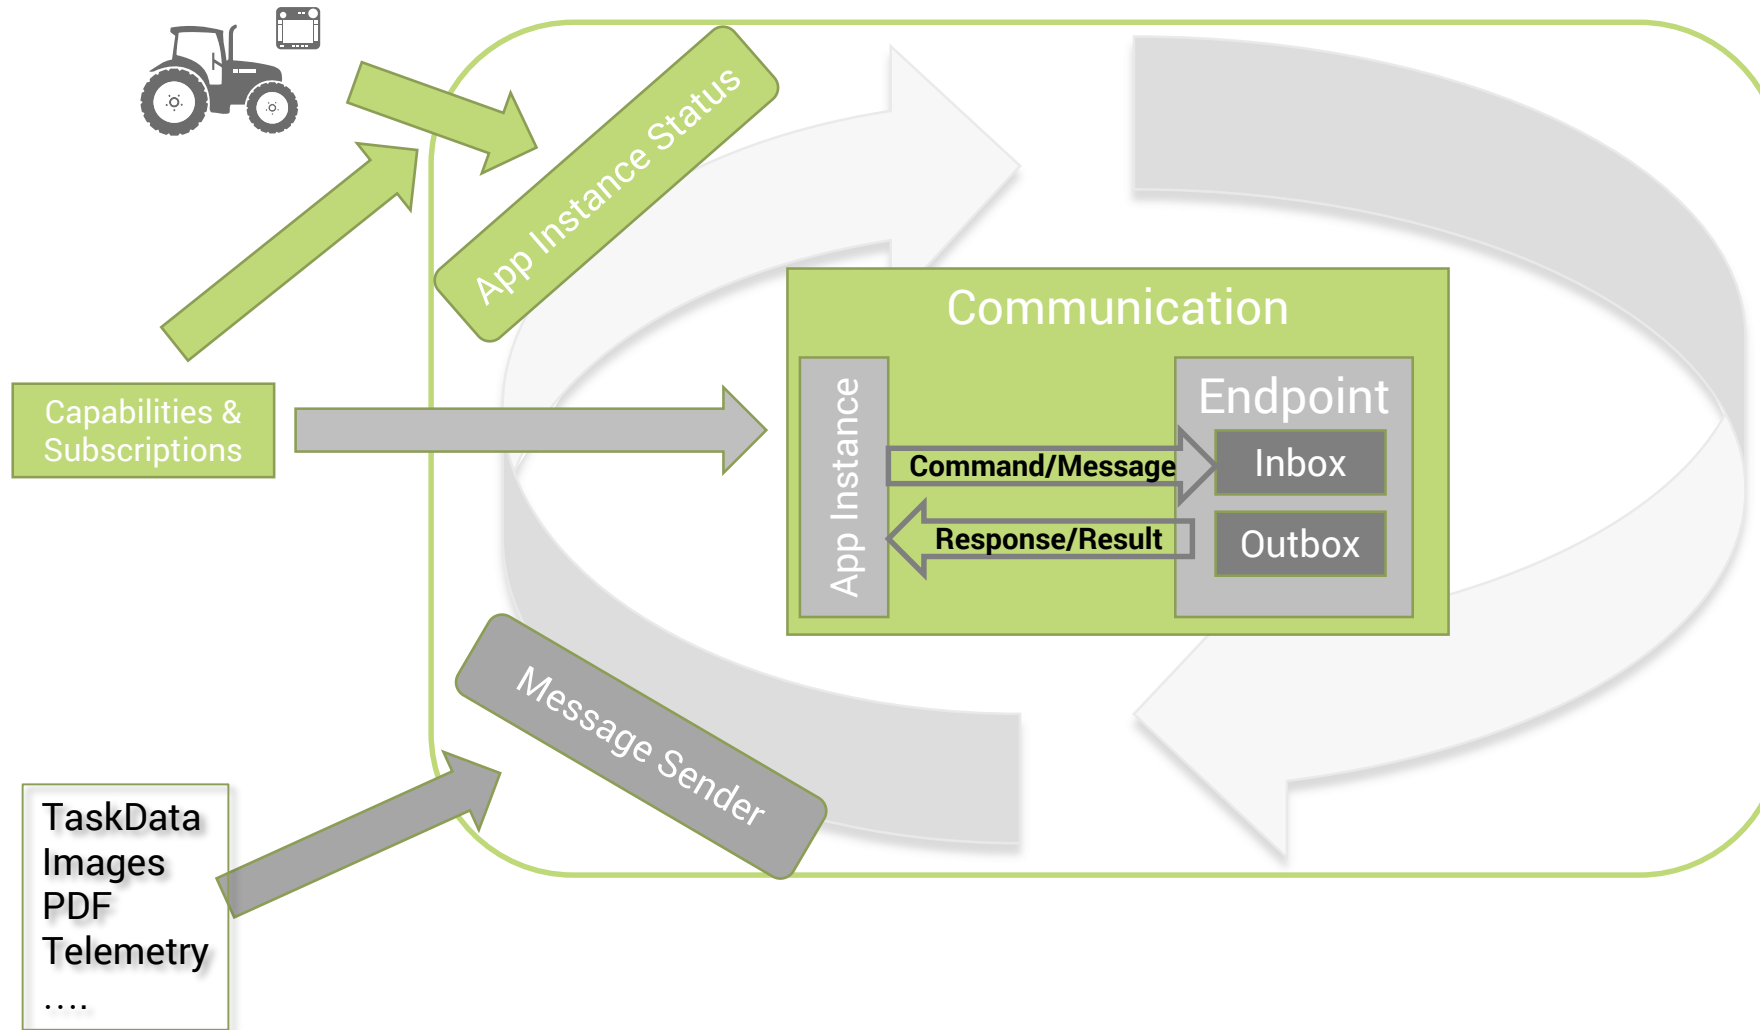 App Instance Status
Communication
Capabilities &
Subscriptions
App Instance
Endpoint
Command/Message
Inbox
Response/Result
Outbox
Message Sender
TaskData
Images
PDF
Telemetry
....